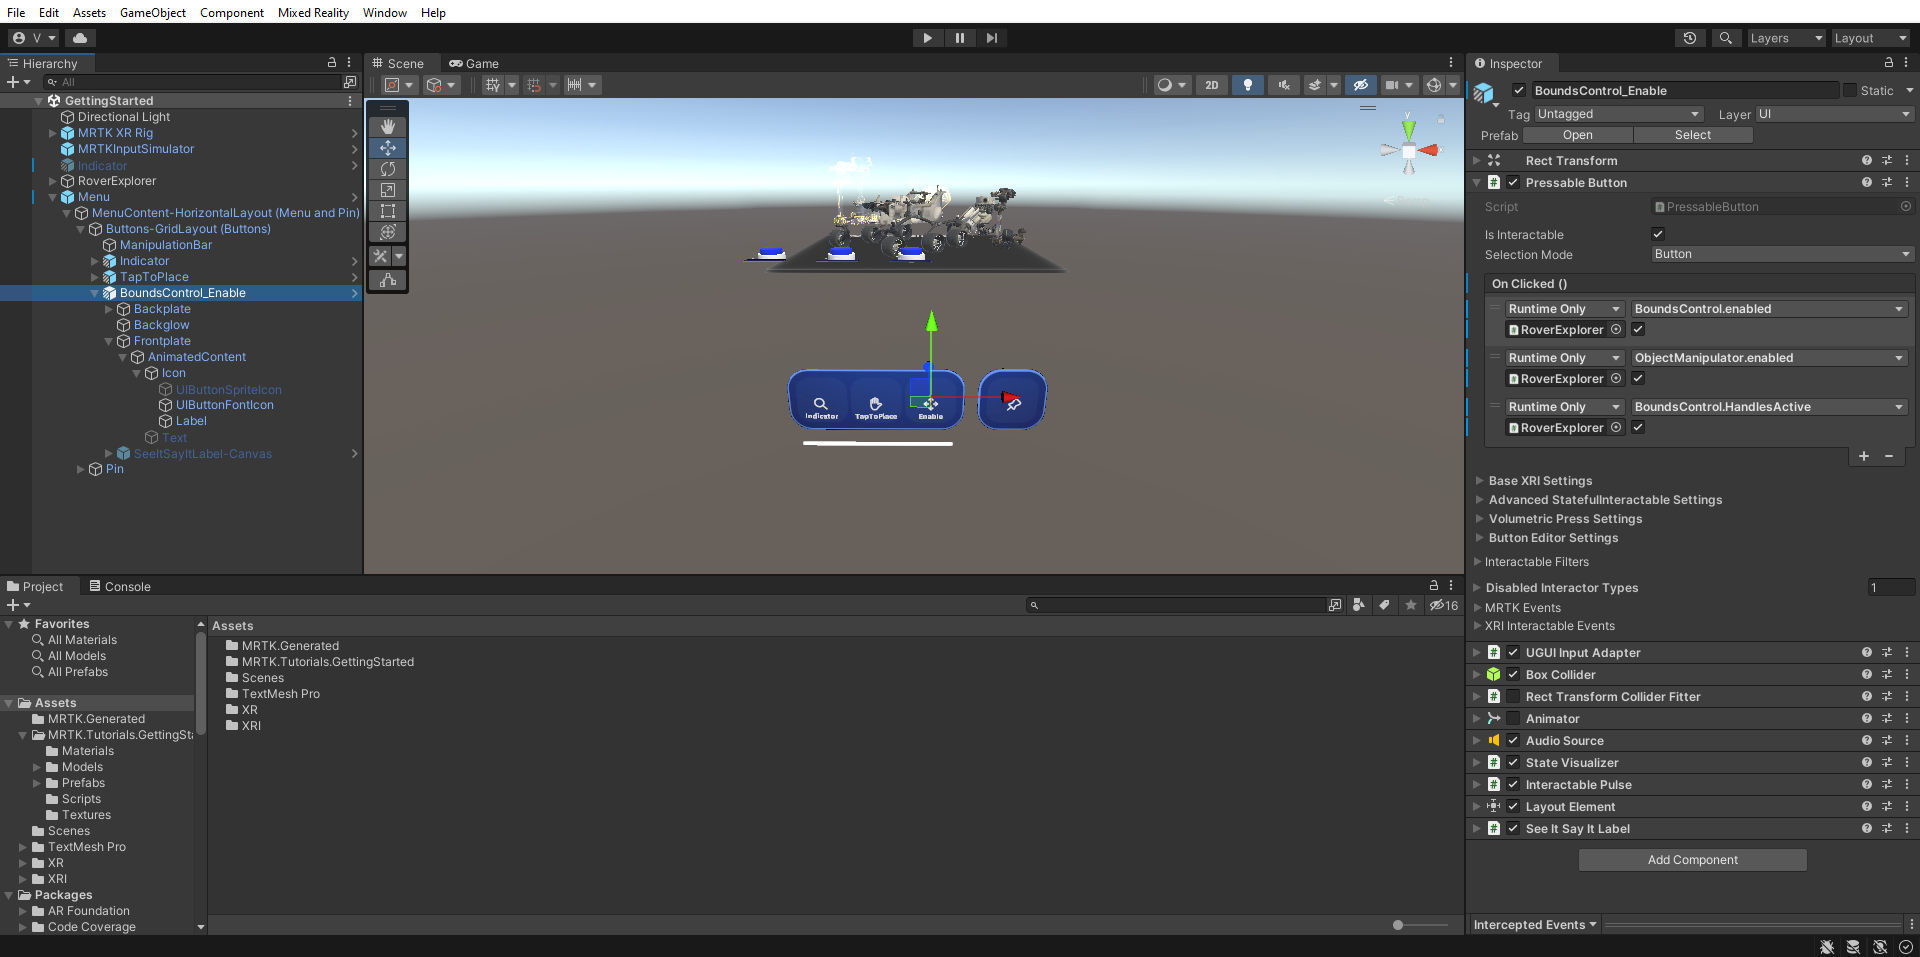 File Edit Assets GameObject Component Mixed Reality Window Help
V Layers Layout
Hierarchy
All
GettingStarted
Directional Light
MRTK XR Rig
MRTKInputSimulator
Indicator
RoverExplorer
Menu
MenuContent-HorizontalLayout (Menu and Pin)
Buttons-GridLayout (Buttons)
ManipulationBar
Indicator
TapToPlace
BoundsControl_Enable
Backplate
Backglow
Frontplate
AnimatedContent
Icon
UIButtonSpriteIcon
UIButtonFontIcon
Label
Text
SeeItSayItLabel-Canvas
Pin
Scene Game
2D
y
Indicator TapToPlace Enable
Project Console
16
Favorites
All Materials
All Models
All Prefabs
Assets
MRTK.Generated
MRTK.Tutorials.GettingSta
Materials
Models
Prefabs
Scripts
Textures
Scenes
TextMesh Pro
XR
XRI
Packages
AR Foundation
Code Coverage
Assets
MRTK.Generated
MRTK.Tutorials.GettingStarted
Scenes
TextMesh Pro
XR
XRI
Inspector
BoundsControl_Enable Static
Tag Untagged Layer UI
Prefab Open Select
Rect Transform
Pressable Button
Script PressableButton
Is Interactable
Selection Mode Button
On Clicked ()
Runtime Only BoundsControl.enabled
RoverExplorer
Runtime Only ObjectManipulator.enabled
RoverExplorer
Runtime Only BoundsControl.HandlesActive
RoverExplorer
Base XRI Settings
Advanced StatefulInteractable Settings
Volumetric Press Settings
Button Editor Settings
Interactable Filters
Disabled Interactor Types 1
MRTK Events
XRI Interactable Events
UGUI Input Adapter
Box Collider
Rect Transform Collider Fitter
Animator
Audio Source
State Visualizer
Interactable Pulse
Layout Element
See It Say It Label
Add Component
Intercepted Events